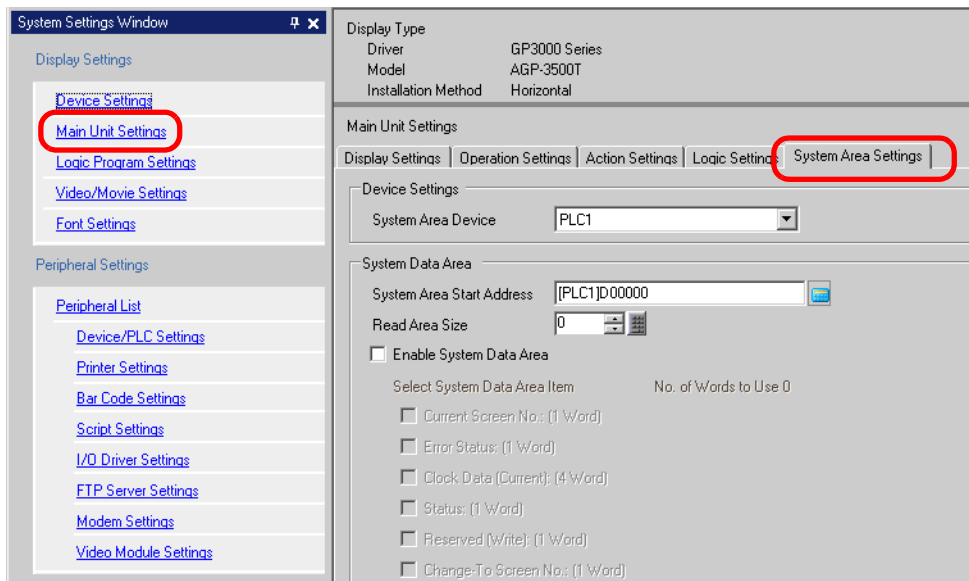 System Settings Window
Display Settings
Device Settings
Main Unit Settings
Logic Program Settings
Video/Movie Settings
Font Settings
Peripheral Settings
Peripheral List
Device/PLC Settings
Printer Settings
Bar Code Settings
Script Settings
I/O Driver Settings
FTP Server Settings
Modem Settings
Video Module Settings
Display Type
Driver GP3000 Series
Model AGP-3500T
Installation Method Horizontal
Main Unit Settings
Display Settings Operation Settings Action Settings Logic Settings System Area Settings
Device Settings
System Area Device PLC1
System Data Area
System Area Start Address [PLC1]D00000
Read Area Size 0
Enable System Data Area
Select System Data Area Item No. of Words to Use 0
Current Screen No.: (1 Word)
Error Status: (1 Word)
Clock Data (Current): (4 Word)
Status: (1 Word)
Reserved (Write): (1 Word)
Change-To Screen No.: (1 Word)